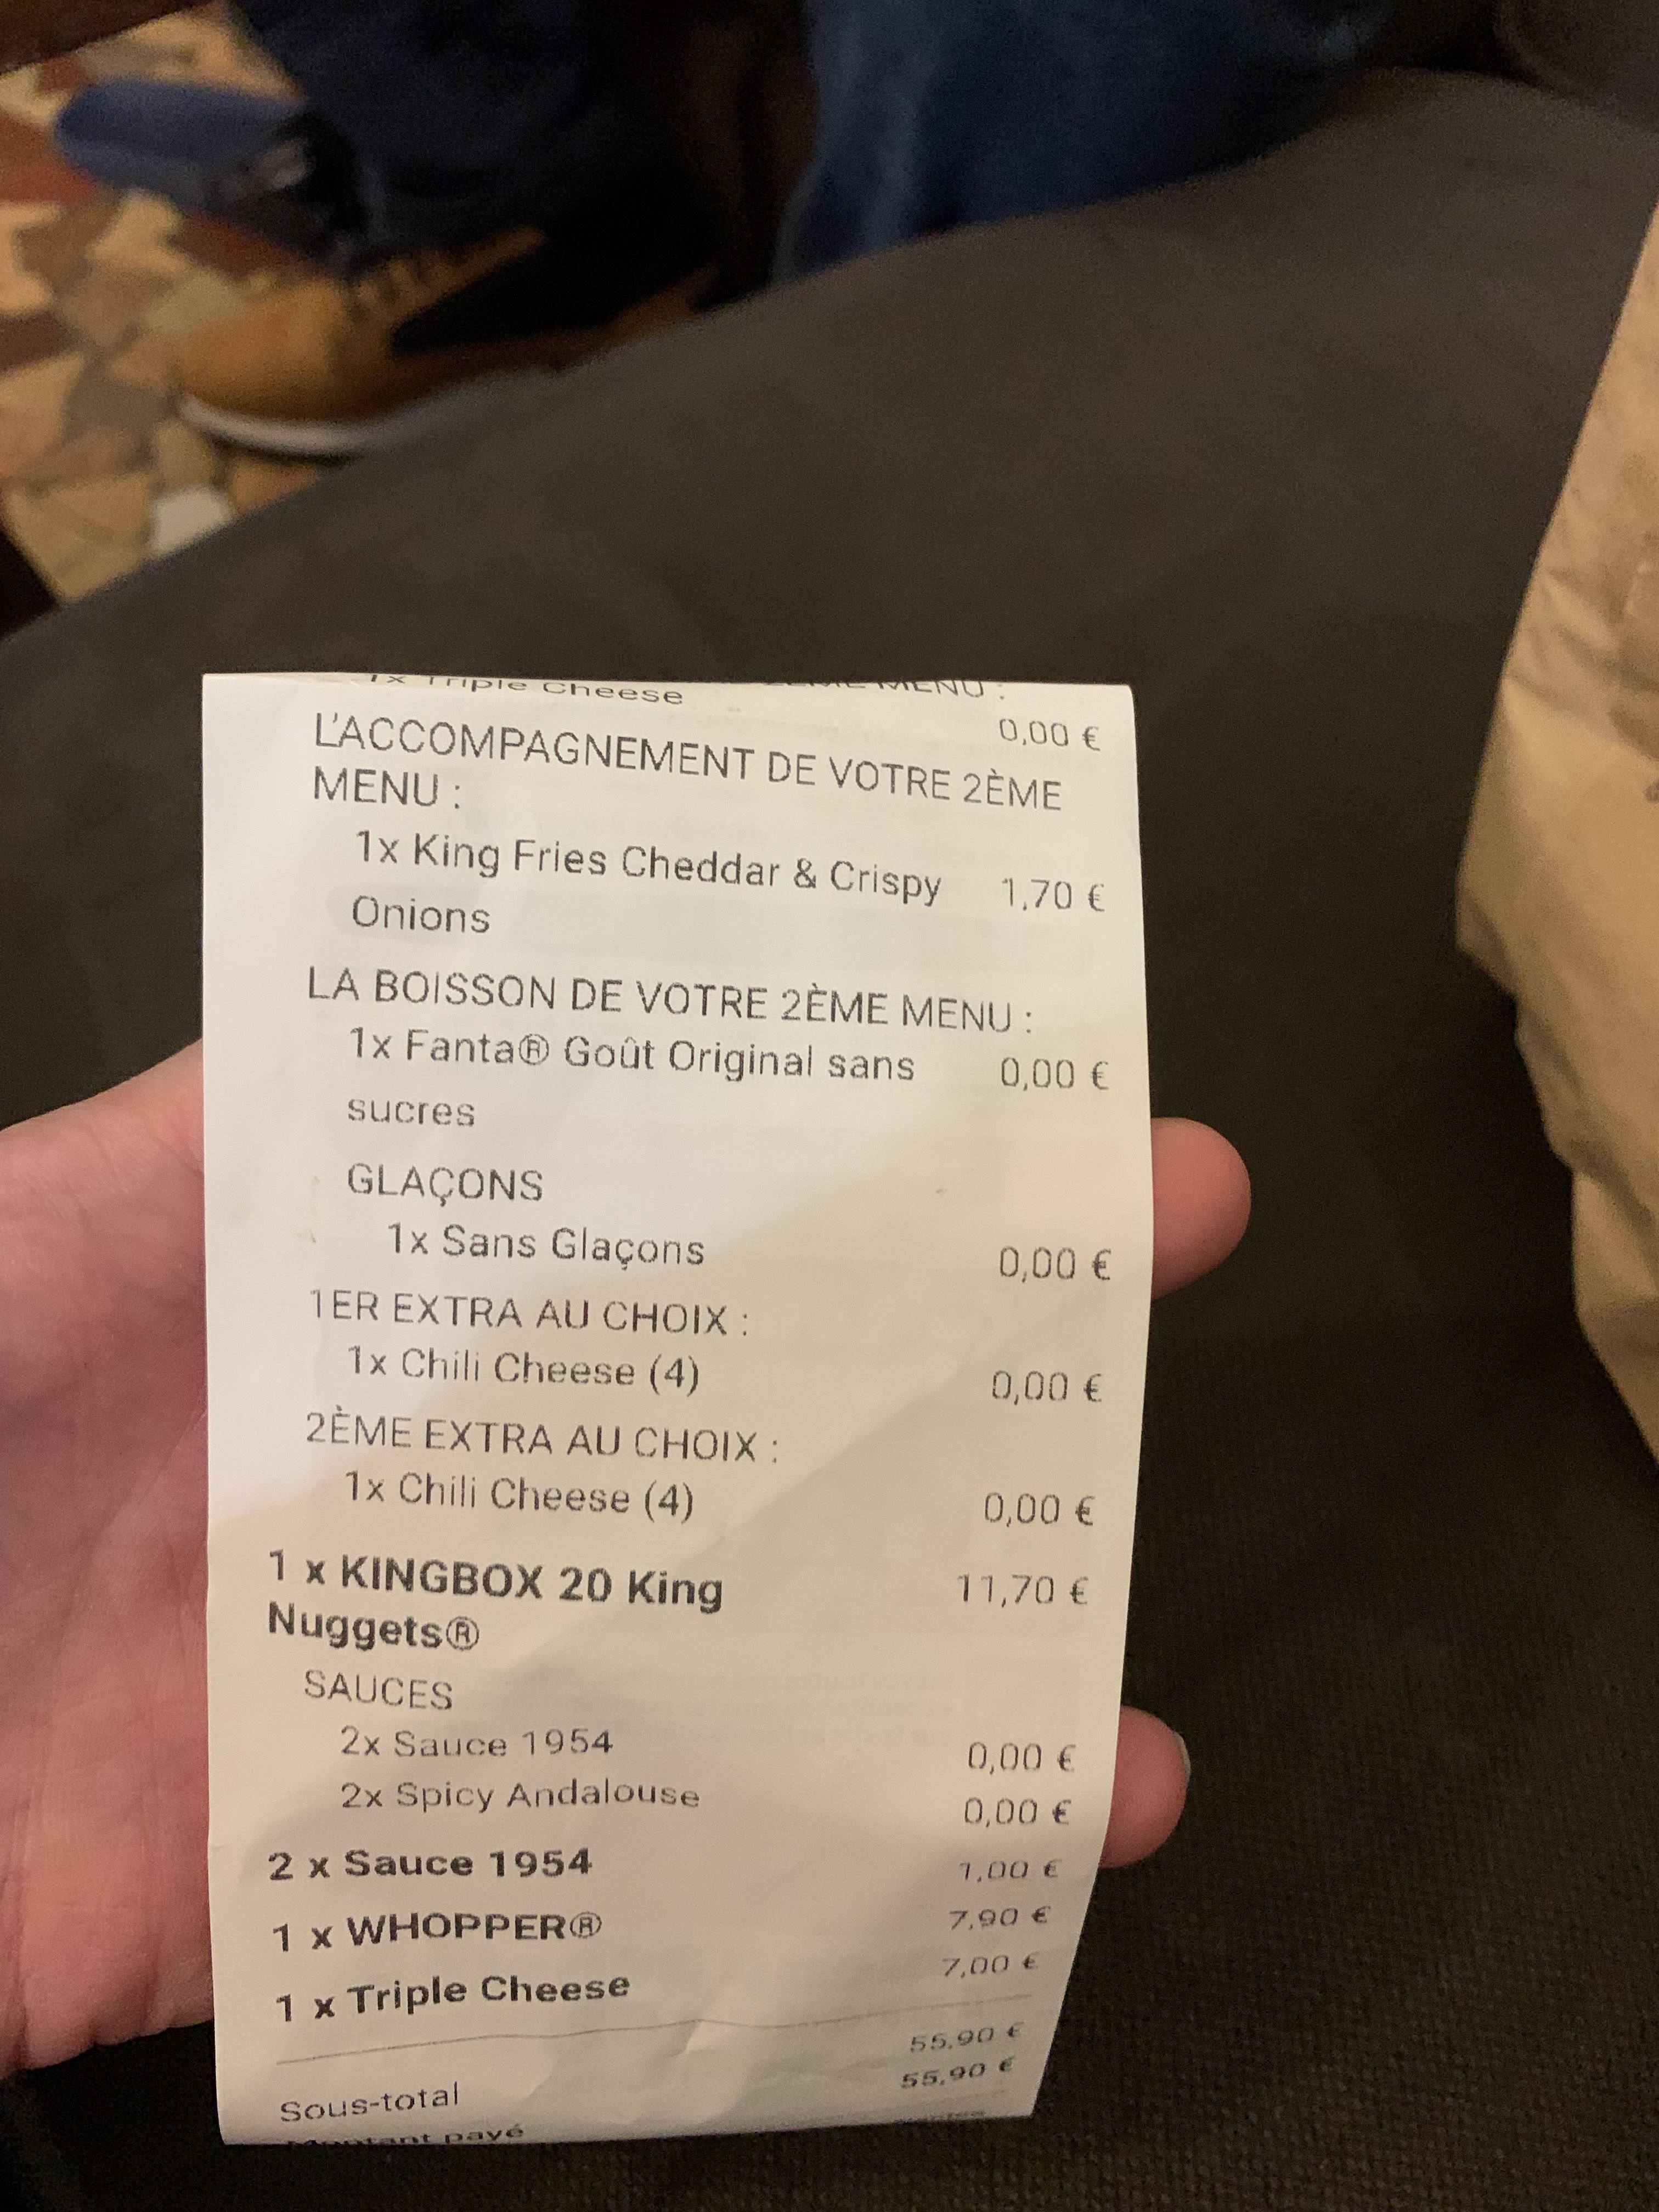 1x Triple Cheese
2ÈME MENU :
0,00 €
L'ACCOMPAGNEMENT DE VOTRE 2ÈME
MENU :
1x King Fries Cheddar & Crispy 1,70 €
Onions
LA BOISSON DE VOTRE 2ÈME MENU :
1x Fanta® Goût Original sans 0,00 €
sucres
GLAÇONS
1x Sans Glaçons 0,00 €
1ER EXTRA AU CHOIX :
1x Chili Cheese (4) 0,00 €
2ÈME EXTRA AU CHOIX :
1x Chili Cheese (4) 0,00 €
1 x KINGBOX 20 King 11,70 €
Nuggets®
SAUCES
2x Sauce 1954 0,00 €
2x Spicy Andalouse 0,00 €
2 x Sauce 1954 1,00 €
1 x WHOPPER® 7,90 €
1 x Triple Cheese 7,00 €
Sous-total 55,90 €
Montant payé 55,90 €